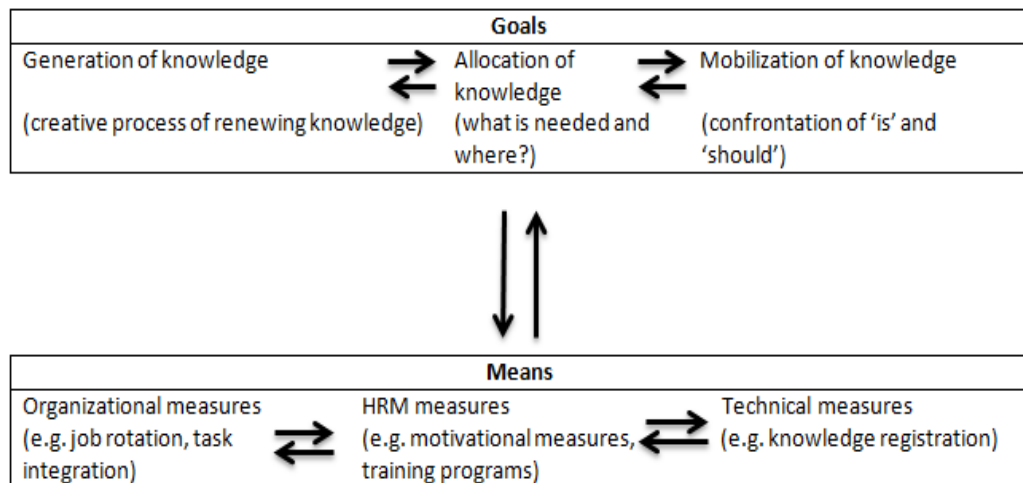 Goals
Generation of knowledge
Allocation of
knowledge
Mobilization of knowledge
(creative process of renewing knowledge)
(what is needed and
where?)
(confrontation of ‘is’ and
‘should’)
Means
Organizational measures
(e.g. job rotation, task
integration)
HRM measures
(e.g. motivational measures,
training programs)
Technical measures
(e.g. knowledge registration)